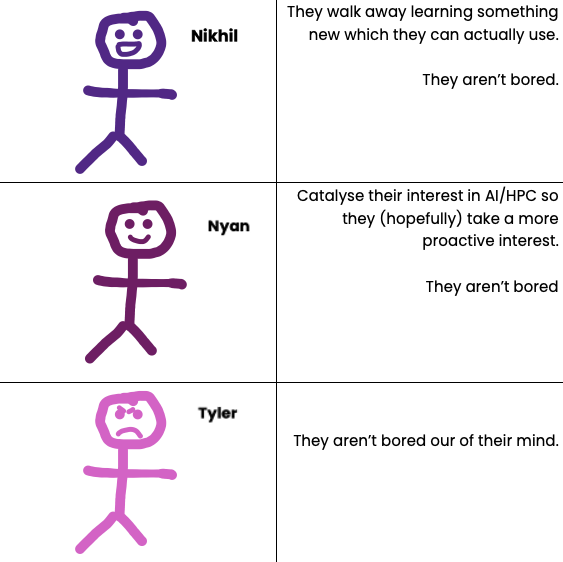 Nikhil
They walk away learning something
new which they can actually use.
They aren't bored.
Nyan
Catalyse their interest in AI/HPC so
they (hopefully) take a more
proactive interest.
They aren't bored
Tyler
They aren't bored our of their mind.